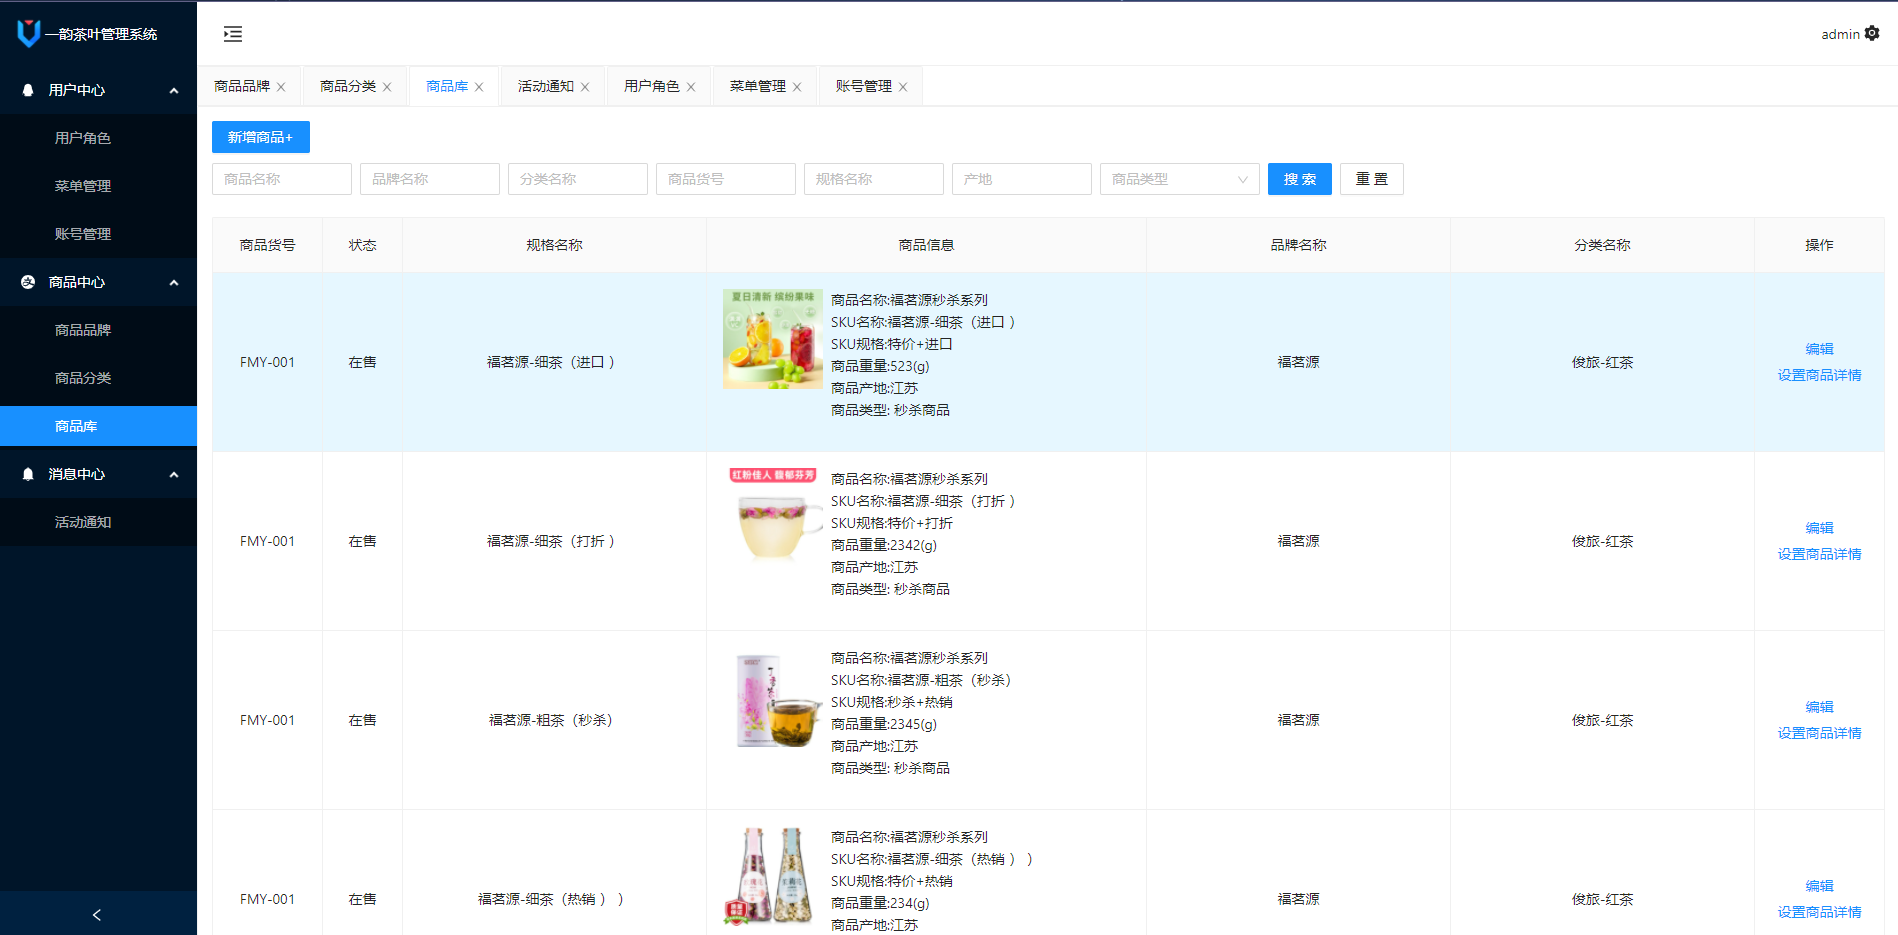 一韵茶叶管理系统
admin
用户中心
用户角色
菜单管理
账号管理
商品中心
商品品牌
商品分类
商品库
消息中心
活动通知
商品品牌 商品分类 商品库 活动通知 用户角色 菜单管理 账号管理
新增商品+
商品名称 品牌名称 分类名称 商品货号 规格名称 产地 商品类型 搜 索 重 置
商品货号 状态 规格名称 商品信息 品牌名称 分类名称 操作
FMY-001 在售 福茗源-细茶（进口 ）
夏日清新 缤纷果味
商品名称:福茗源秒杀系列
SKU名称:福茗源-细茶（进口 ）
SKU规格:特价+进口
商品重量:523(g)
商品产地:江苏
商品类型: 秒杀商品
福茗源 俊旅-红茶
编辑
设置商品详情
FMY-001 在售 福茗源-细茶（打折 ）
红粉佳人 馥郁芬芳
商品名称:福茗源秒杀系列
SKU名称:福茗源-细茶（打折 ）
SKU规格:特价+打折
商品重量:2342(g)
商品产地:江苏
商品类型: 秒杀商品
福茗源 俊旅-红茶
编辑
设置商品详情
FMY-001 在售 福茗源-粗茶（秒杀）
商品名称:福茗源秒杀系列
SKU名称:福茗源-粗茶（秒杀）
SKU规格:秒杀+热销
商品重量:2345(g)
商品产地:江苏
商品类型: 秒杀商品
福茗源 俊旅-红茶
编辑
设置商品详情
FMY-001 在售 福茗源-细茶（热销 ） ）
商品名称:福茗源秒杀系列
SKU名称:福茗源-细茶（热销 ） ）
SKU规格:特价+热销
商品重量:234(g)
商品产地:江苏
福茗源 俊旅-红茶
编辑
设置商品详情